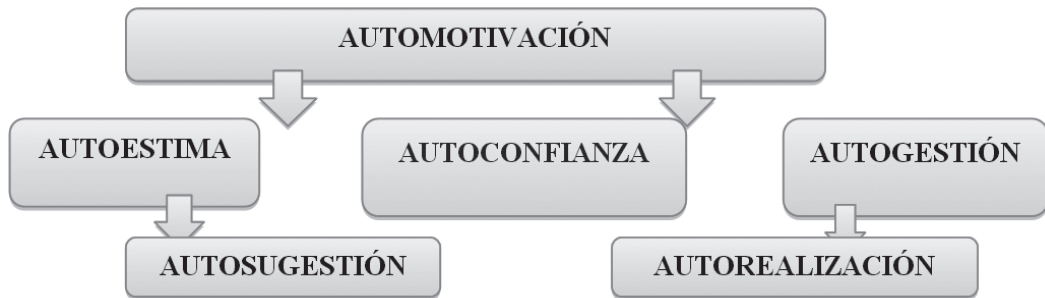 AUTOMOTIVACIÓN
AUTOESTIMA
AUTOCONFIANZA
AUTOGESTIÓN
AUTOSUGESTIÓN
AUTOREALIZACIÓN